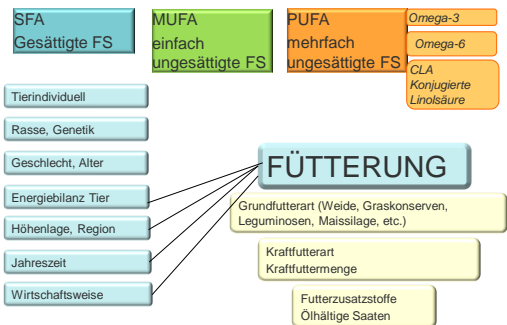 SFA
Gesättigte FS
MUFA
einfach
ungesättigte FS
PUFA
mehrfach
ungesättigte FS
Omega-3
Omega-6
CLA
Konjugierte
Linolsäure
Tierindividuell
Rasse, Genetik
Geschlecht, Alter
Energiebilanz Tier
Höhenlage, Region
Jahreszeit
Wirtschaftsweise
FÜTTERUNG
Grundfutterart (Weide, Graskonserven,
Leguminosen, Maissilage, etc.)
Kraftfutterart
Kraftfuttermenge
Futterzusatzstoffe
Ölhältige Saaten